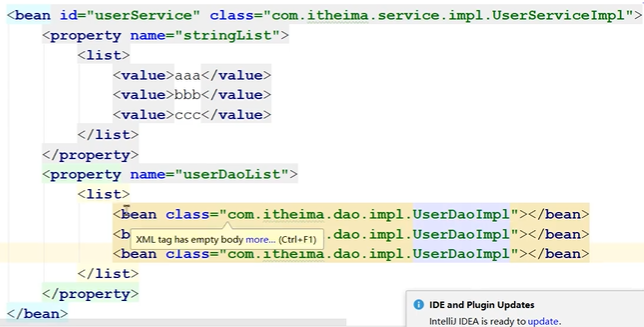 <bean id="userService" class="com.itheima.service.impl.UserServiceImpl">
<property name="stringList">
<list>
<value>aaa</value>
<value>bbb</value>
<value>ccc</value>
</list>
</property>
<property name="userDaoList">
<list>
<bean class="com.itheima.dao.impl.UserDaoImpl"></bean>
<b .dao.impl.UserDaoImpl"></bean>
XML tag has empty body more... (Ctrl+F1)
<bean class="com.itheima.dao.impl.UserDaoImpl"></bean>
</list>
</property>
</bean>
IDE and Plugin Updates
IntelliJ IDEA is ready to update.